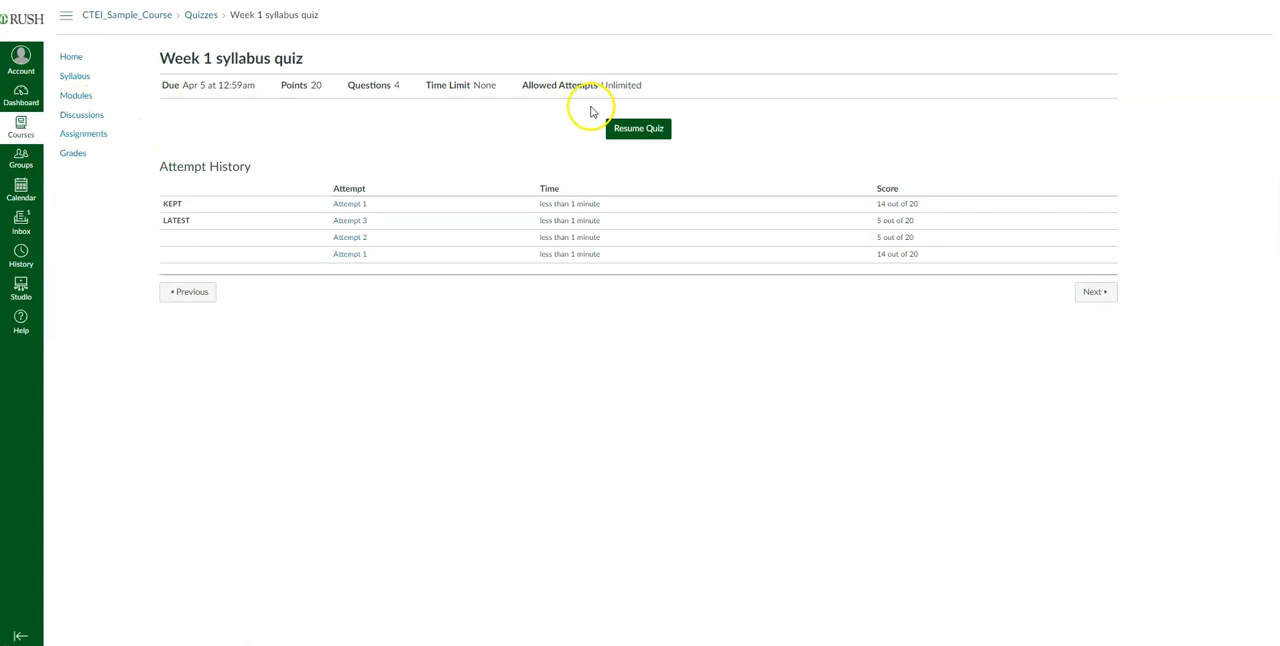 RUSH
CTEI_Sample_Course › Quizzes › Week 1 syllabus quiz
Account
Dashboard
Courses
Groups
Calendar
1
Inbox
History
Studio
Help
Home
Syllabus
Modules
Discussions
Assignments
Grades
Week 1 syllabus quiz
Due Apr 5 at 12:59am Points 20 Questions 4 Time Limit None Allowed Attempts Unlimited
Resume Quiz
Attempt History
Attempt Time Score
KEPT Attempt 1 less than 1 minute 14 out of 20
LATEST Attempt 3 less than 1 minute 5 out of 20
Attempt 2 less than 1 minute 5 out of 20
Attempt 1 less than 1 minute 14 out of 20
◂ Previous Next ▸